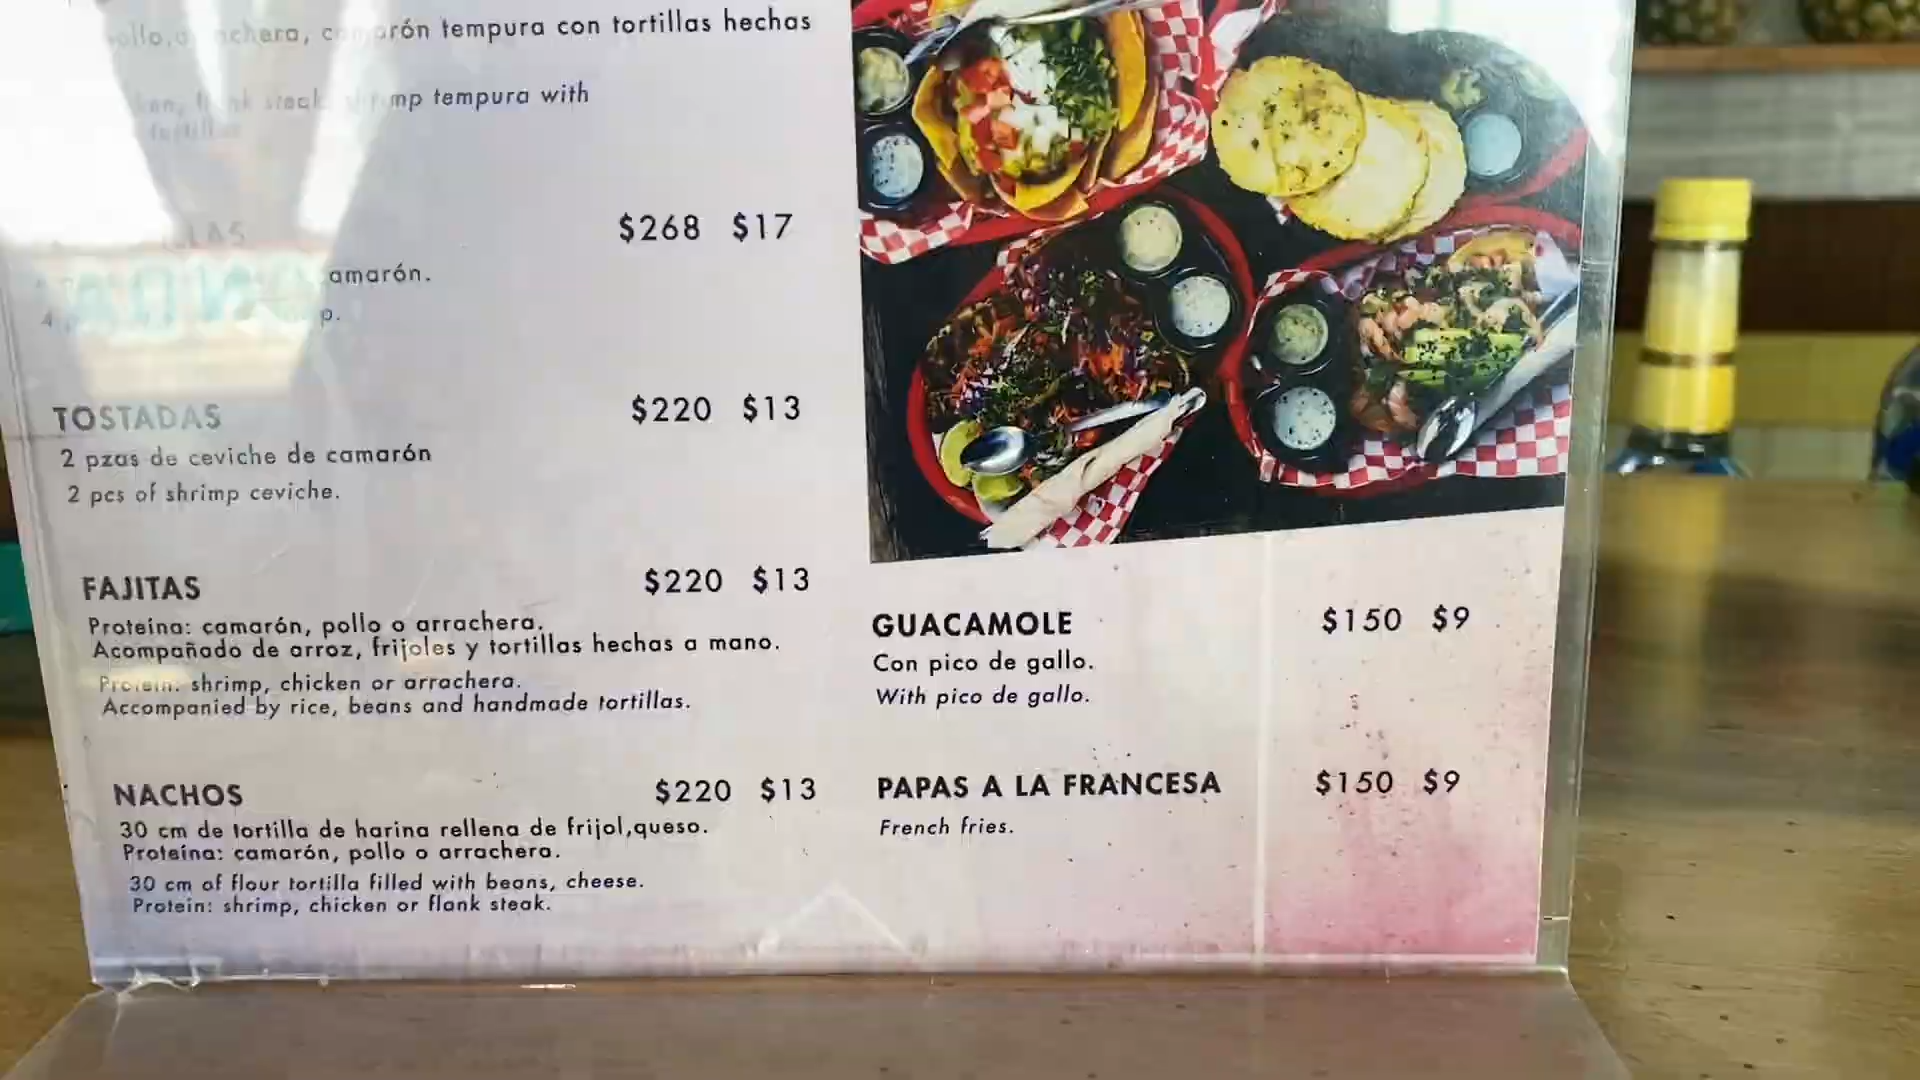 tempura con tortillas hechas
tempura with
$268 $17
amarón.
p.
TOSTADAS $220 $13
2 pzas de ceviche de camarón
2 pcs of shrimp ceviche.
FAJITAS $220 $13
Proteína: camarón, pollo o arrachera.
Acompañado de arroz, frijoles y tortillas hechas a mano.
Protein: shrimp, chicken or arrachera.
Accompanied by rice, beans and handmade tortillas.
NACHOS $220 $13
30 cm de tortilla de harina rellena de frijol,queso.
Proteína: camarón, pollo o arrachera.
30 cm of flour tortilla filled with beans, cheese.
Protein: shrimp, chicken or flank steak.
GUACAMOLE $150 $9
Con pico de gallo.
With pico de gallo.
PAPAS A LA FRANCESA $150 $9
French fries.